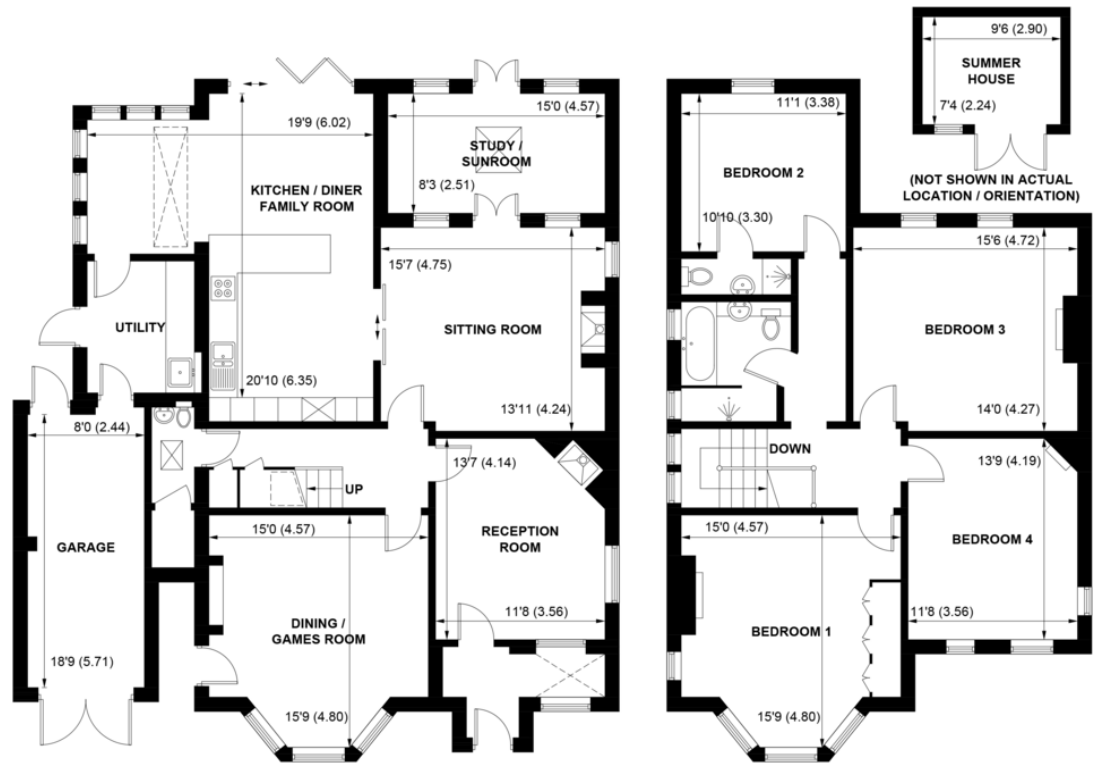 19'9 (6.02)
KITCHEN / DINER
FAMILY ROOM
20'10 (6.35)
15'0 (4.57)
STUDY /
SUNROOM
8'3 (2.51)
15'7 (4.75)
SITTING ROOM
13'11 (4.24)
UTILITY
8'0 (2.44)
GARAGE
18'9 (5.71)
UP
13'7 (4.14)
RECEPTION
ROOM
11'8 (3.56)
15'0 (4.57)
DINING /
GAMES ROOM
15'9 (4.80)
11'1 (3.38)
BEDROOM 2
10'10 (3.30)
15'6 (4.72)
BEDROOM 3
14'0 (4.27)
DOWN
13'9 (4.19)
BEDROOM 4
11'8 (3.56)
15'0 (4.57)
BEDROOM 1
15'9 (4.80)
9'6 (2.90)
SUMMER
HOUSE
7'4 (2.24)
(NOT SHOWN IN ACTUAL
LOCATION / ORIENTATION)